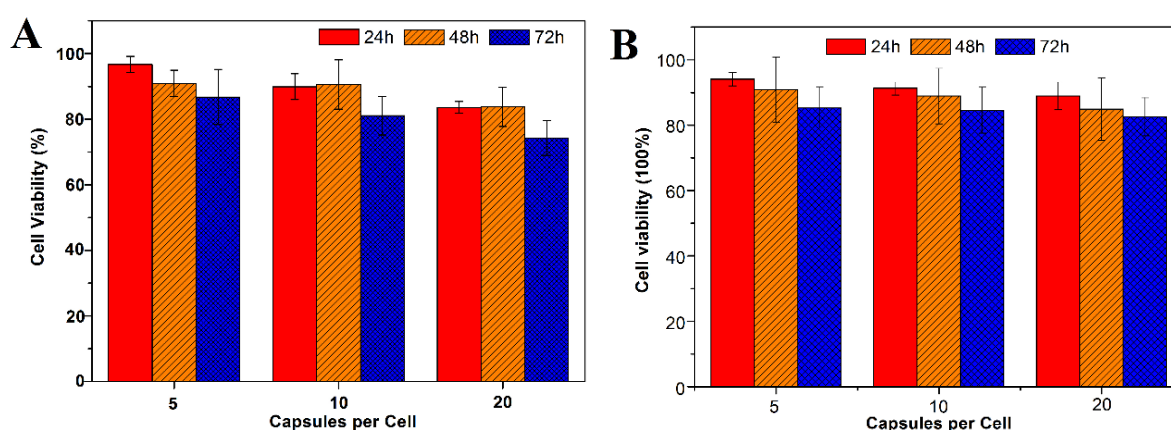 A
24h 48h 72h
Cell Viability (%)
100
80
60
40
20
0
5 10 20
Capsules per Cell
B
24h 48h 72h
Cell viability (100%)
100
80
60
40
20
0
5 10 20
Capsules per Cell